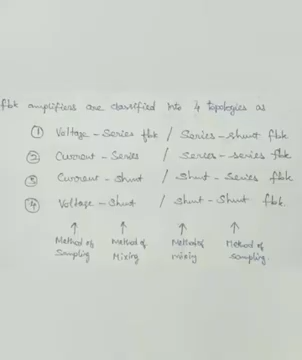 fbk amplifiers are classified into 4 topologies as
① Voltage - Series fbk / Series - Shunt fbk
② Current - Series / Series - series fbk
③ Current - Shunt / Shunt - Series fbk
④ Voltage - Shunt / Shunt - Shunt fbk
↑ ↑ ↑ ↑
Method of Method of Method of Method of
Sampling Mixing mixing sampling.